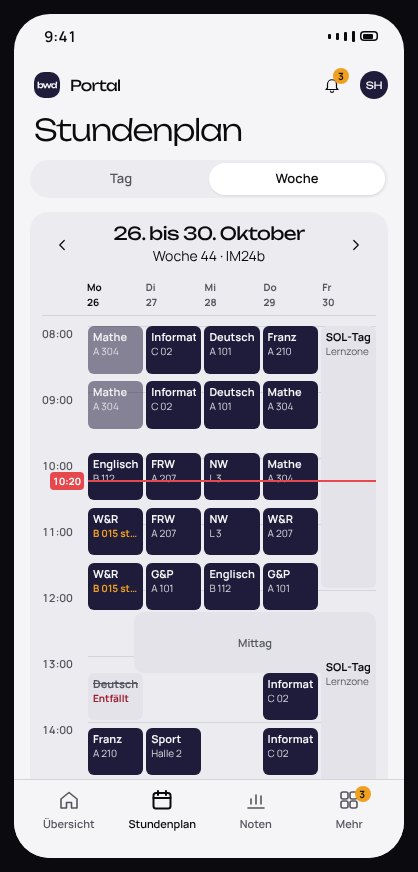 9:41
bwd Portal 3 SH
Stundenplan
Tag Woche
26. bis 30. Oktober
Woche 44 · IM24b
Mo Di Mi Do Fr
26 27 28 29 30
08:00
Mathe Informat Deutsch Franz SOL-Tag
A 304 C 02 A 101 A 210 Lernzone
09:00
Mathe Informat Deutsch Mathe
A 304 C 02 A 101 A 304
10:00
Englisch FRW NW Mathe
B 112 A 207 L 3 A 304
10:20
11:00
W&R FRW NW W&R
B 015 st... A 207 L 3 A 207
W&R G&P Englisch G&P
B 015 st... A 101 B 112 A 101
12:00
Mittag
13:00
SOL-Tag
Lernzone
Deutsch Informat
Entfällt C 02
14:00
Franz Sport Informat
A 210 Halle 2 C 02
3
Übersicht Stundenplan Noten Mehr